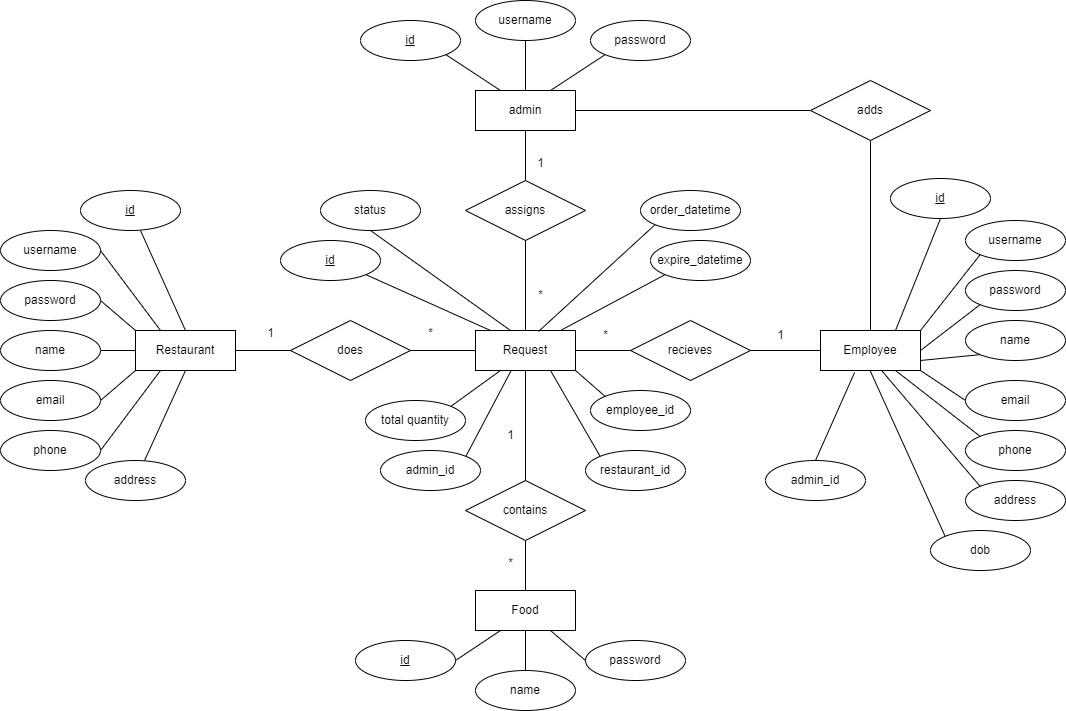 username
id
password
admin
adds
1
assigns
id
status
order_datetime
id
username
username
expire_datetime
id
password
password
*
name
1
*
*
1
name
Restaurant
does
Request
recieves
Employee
email
email
total quantity
employee_id
phone
1
phone
address
admin_id
restaurant_id
admin_id
address
contains
dob
*
Food
id
password
name